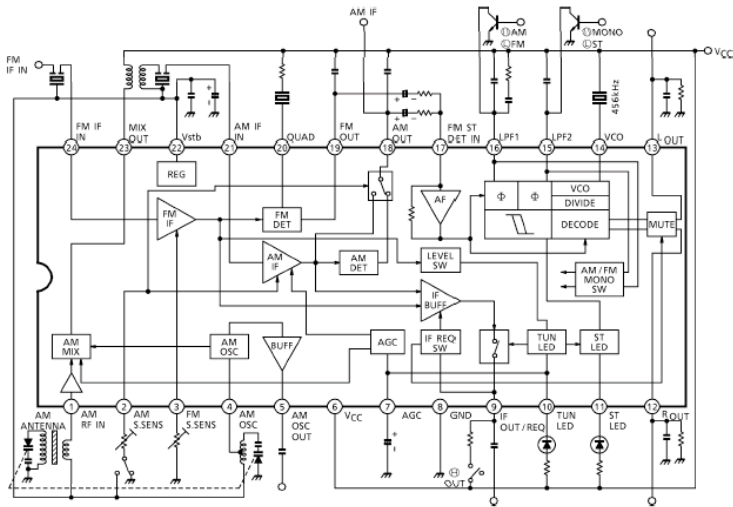 AM IF
Ⓗ AM
Ⓛ FM
Ⓗ MONO
Ⓛ ST
FM
IF IN
VCC
456kHz
FM IF
IN
MIX
OUT
Vstb
AM IF
IN
QUAD
FM
OUT
AM
OUT
FM ST
DET IN
LPF1
LPF2
VCO
LOUT
24
23
22
21
20
19
18
17
16
15
14
13
REG
FM
IF
FM
DET
AF
Φ
Φ
VCO
DIVIDE
DECODE
MUTE
AM
IF
AM
DET
LEVEL
SW
AM / FM
MONO
SW
IF
BUFF
AM
MIX
AM
OSC
BUFF
AGC
IF REQ
SW
TUN
LED
ST
LED
1
2
3
4
5
6
7
8
9
10
11
12
AM
ANTENNA
AM
RF IN
AM
S.SENS
FM
S.SENS
AM
OSC
AM
OSC
OUT
VCC
AGC
GND
IF
OUT/REQ
TUN
LED
ST
LED
ROUT
Ⓗ
OUT